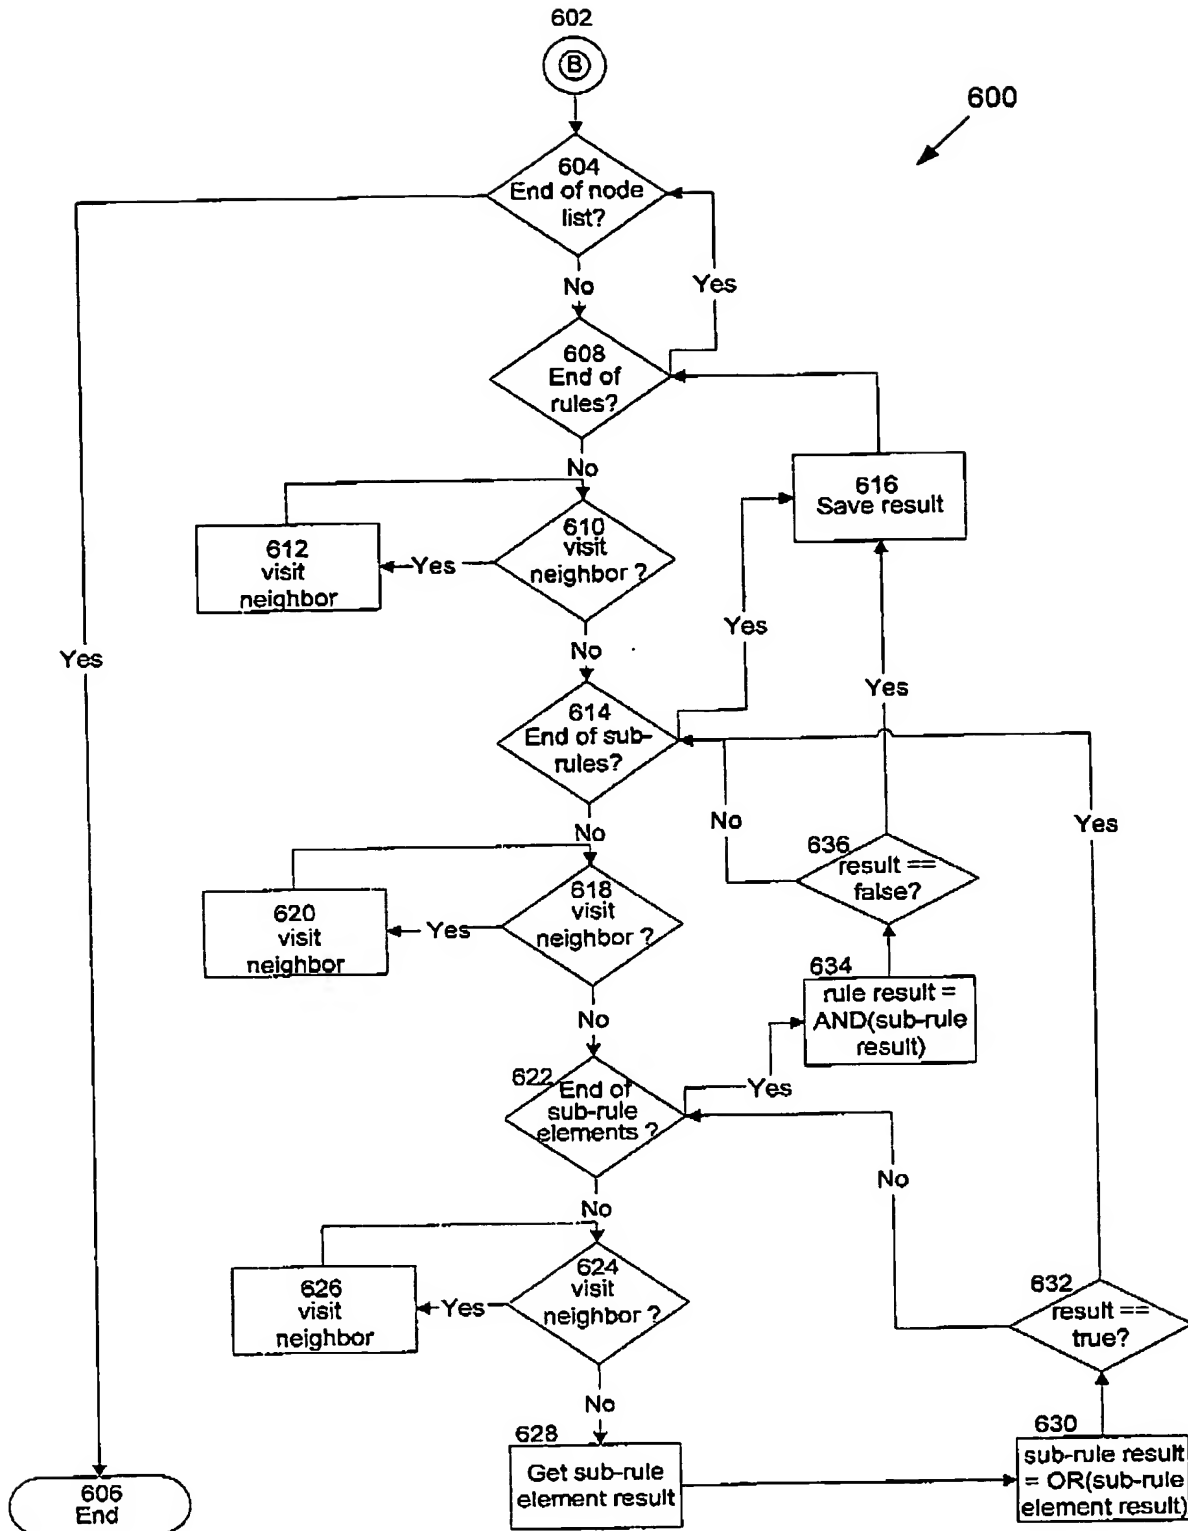 602
B
600
604
End of node
list?
No
Yes
608
End of
rules?
No
616
Save result
610
visit
neighbor ?
Yes
612
visit
neighbor
Yes
No
Yes
Yes
614
End of sub-
rules?
No
No
Yes
636
result ==
false?
618
visit
neighbor ?
Yes
620
visit
neighbor
634
rule result =
AND(sub-rule
result)
No
622
End of
sub-rule
elements ?
Yes
No
No
624
visit
neighbor ?
Yes
626
visit
neighbor
632
result ==
true?
No
628
Get sub-rule
element result
630
sub-rule result
= OR(sub-rule
element result)
606
End